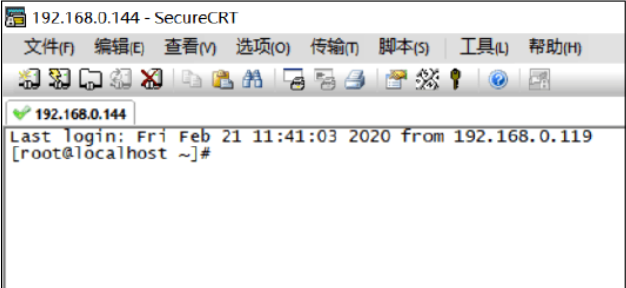 192.168.0.144 - SecureCRT
文件(F) 编辑(E) 查看(V) 选项(O) 传输(T) 脚本(S) 工具(L) 帮助(H)
192.168.0.144
Last login: Fri Feb 21 11:41:03 2020 from 192.168.0.119
[root@localhost ~]#